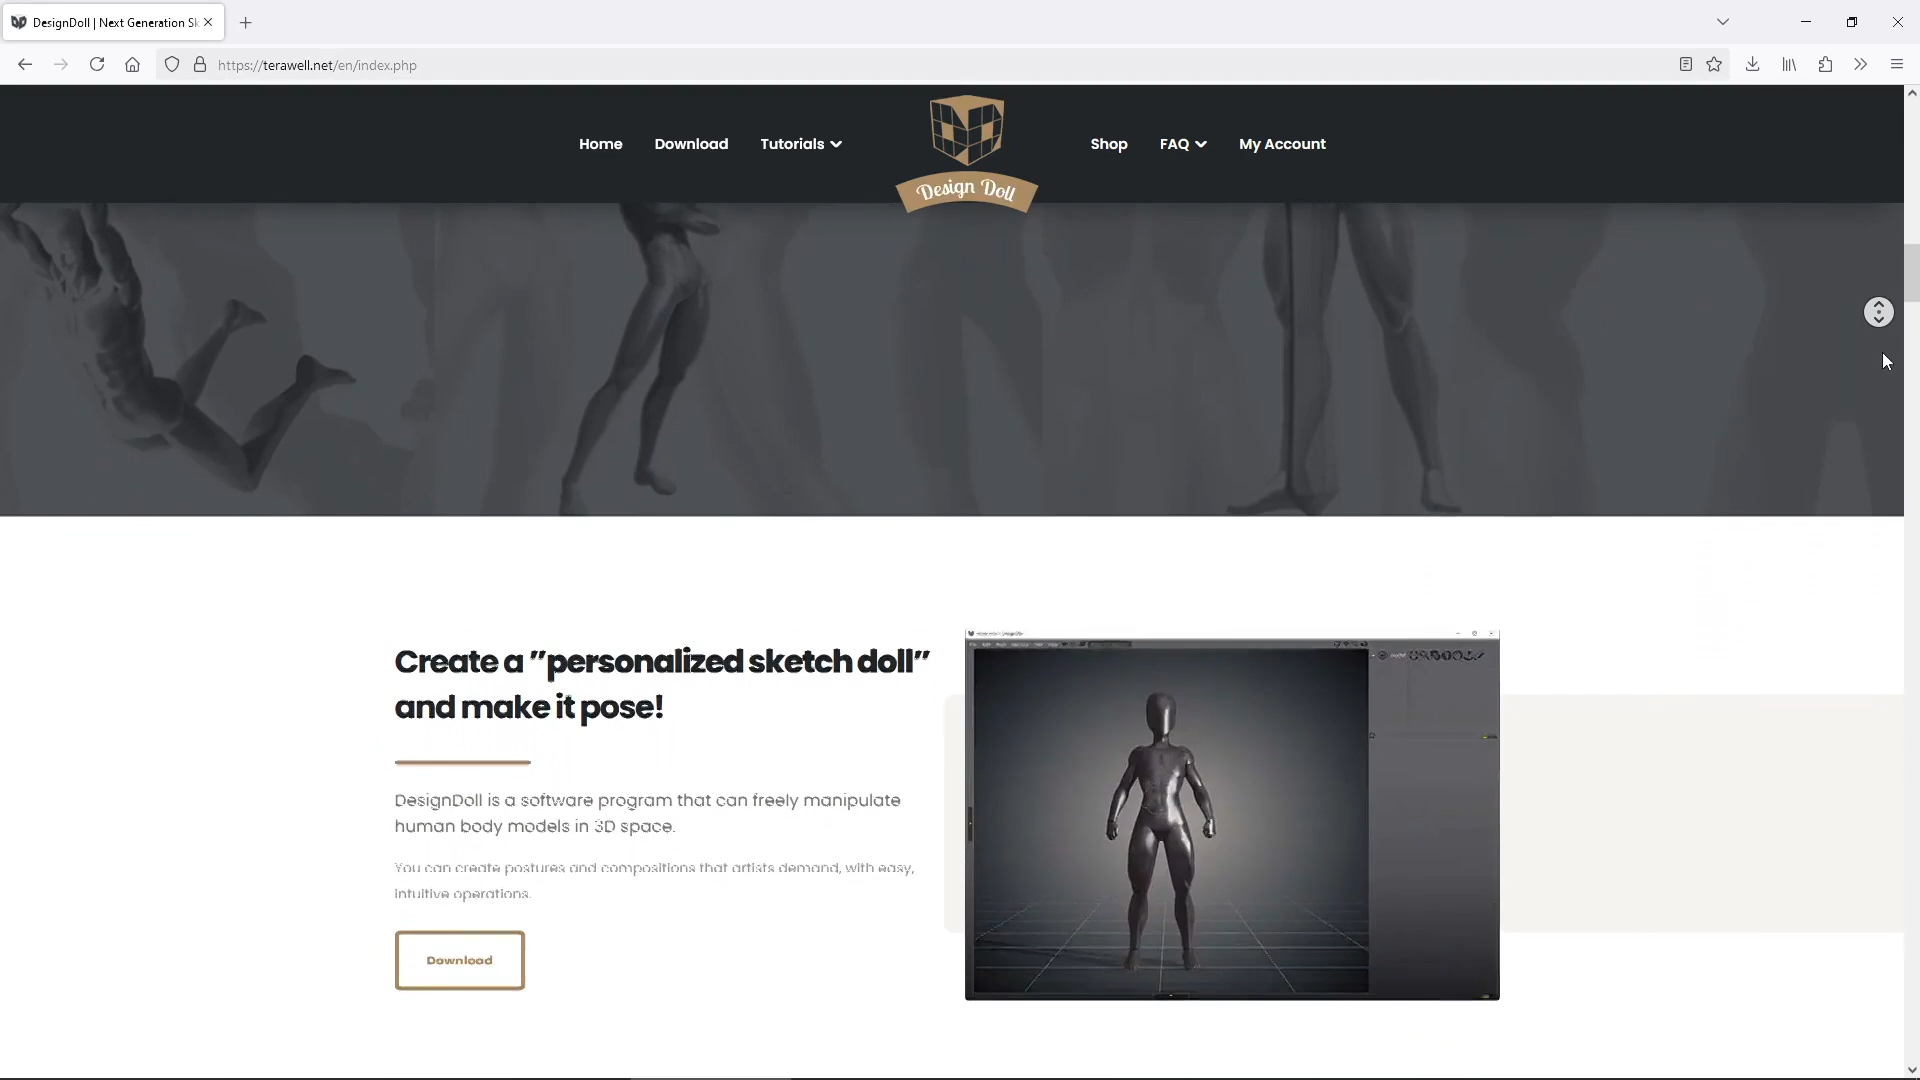 DesignDoll | Next Generation Sk
https://terawell.net/en/index.php
Home
Download
Tutorials
Design Doll
Shop
FAQ
My Account
Create a ”personalized sketch doll”
and make it pose!
DesignDoll is a software program that can freely manipulate
human body models in 3D space.
You can create postures and compositions that artists demand, with easy,
intuitive operations.
Download